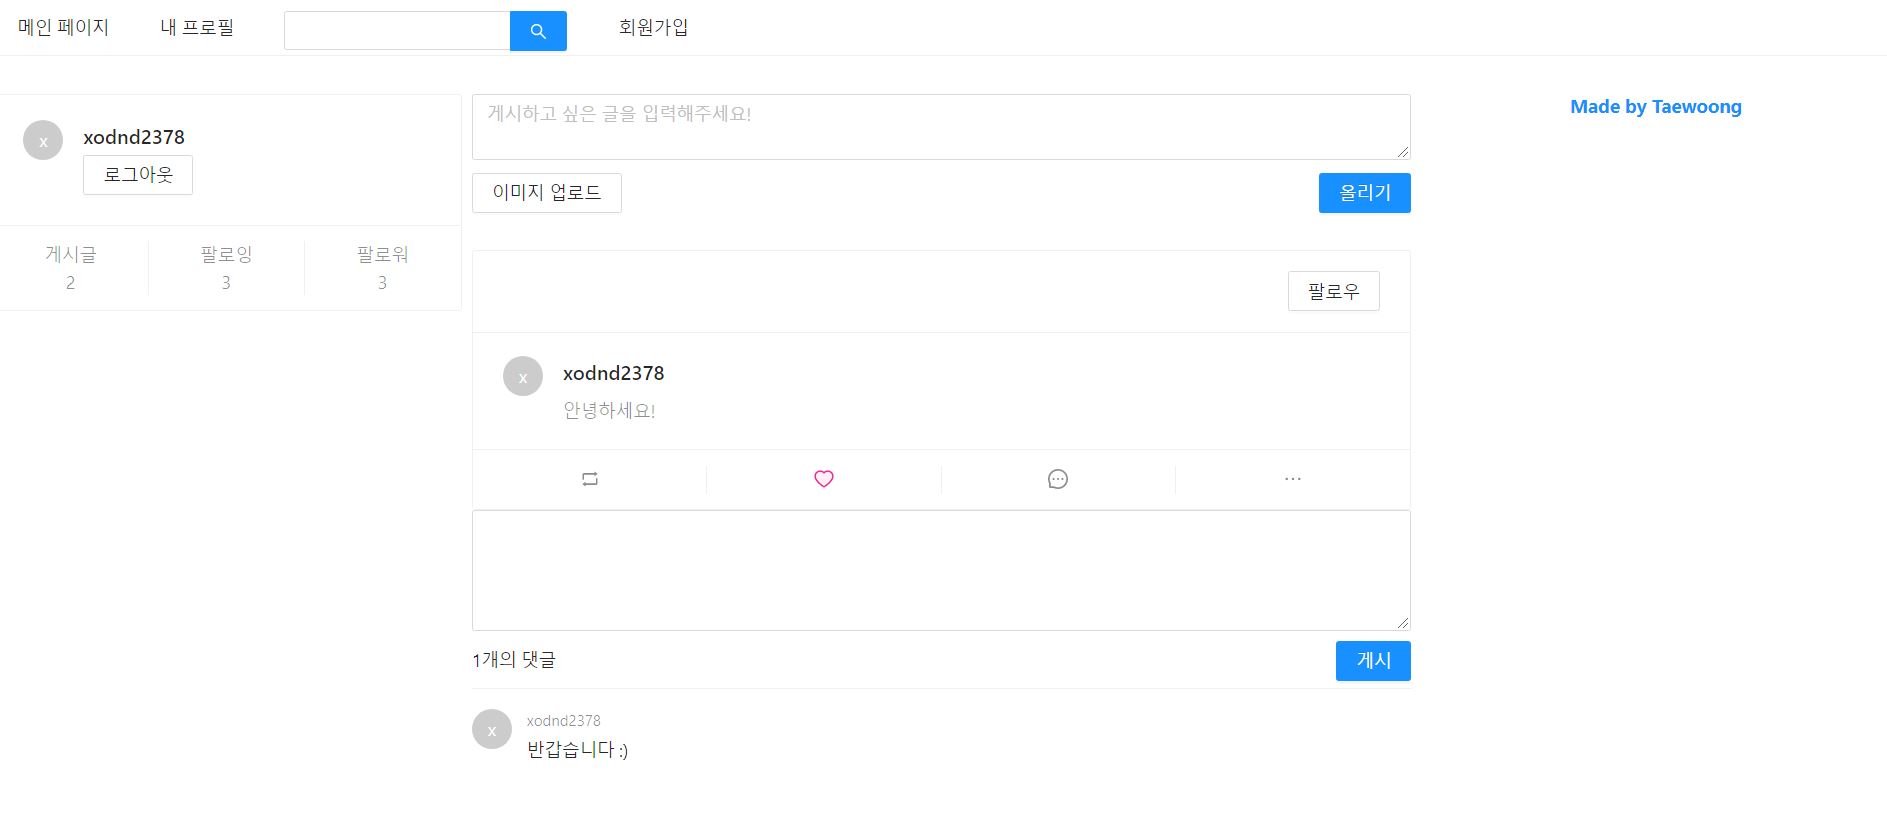 메인 페이지 내 프로필 회원가입
x xodnd2378
로그아웃
게시글 팔로잉 팔로워
2 3 3
게시하고 싶은 글을 입력해주세요!
이미지 업로드 올리기
팔로우
x xodnd2378
안녕하세요!
1개의 댓글 게시
x xodnd2378
반갑습니다 :)
Made by Taewoong